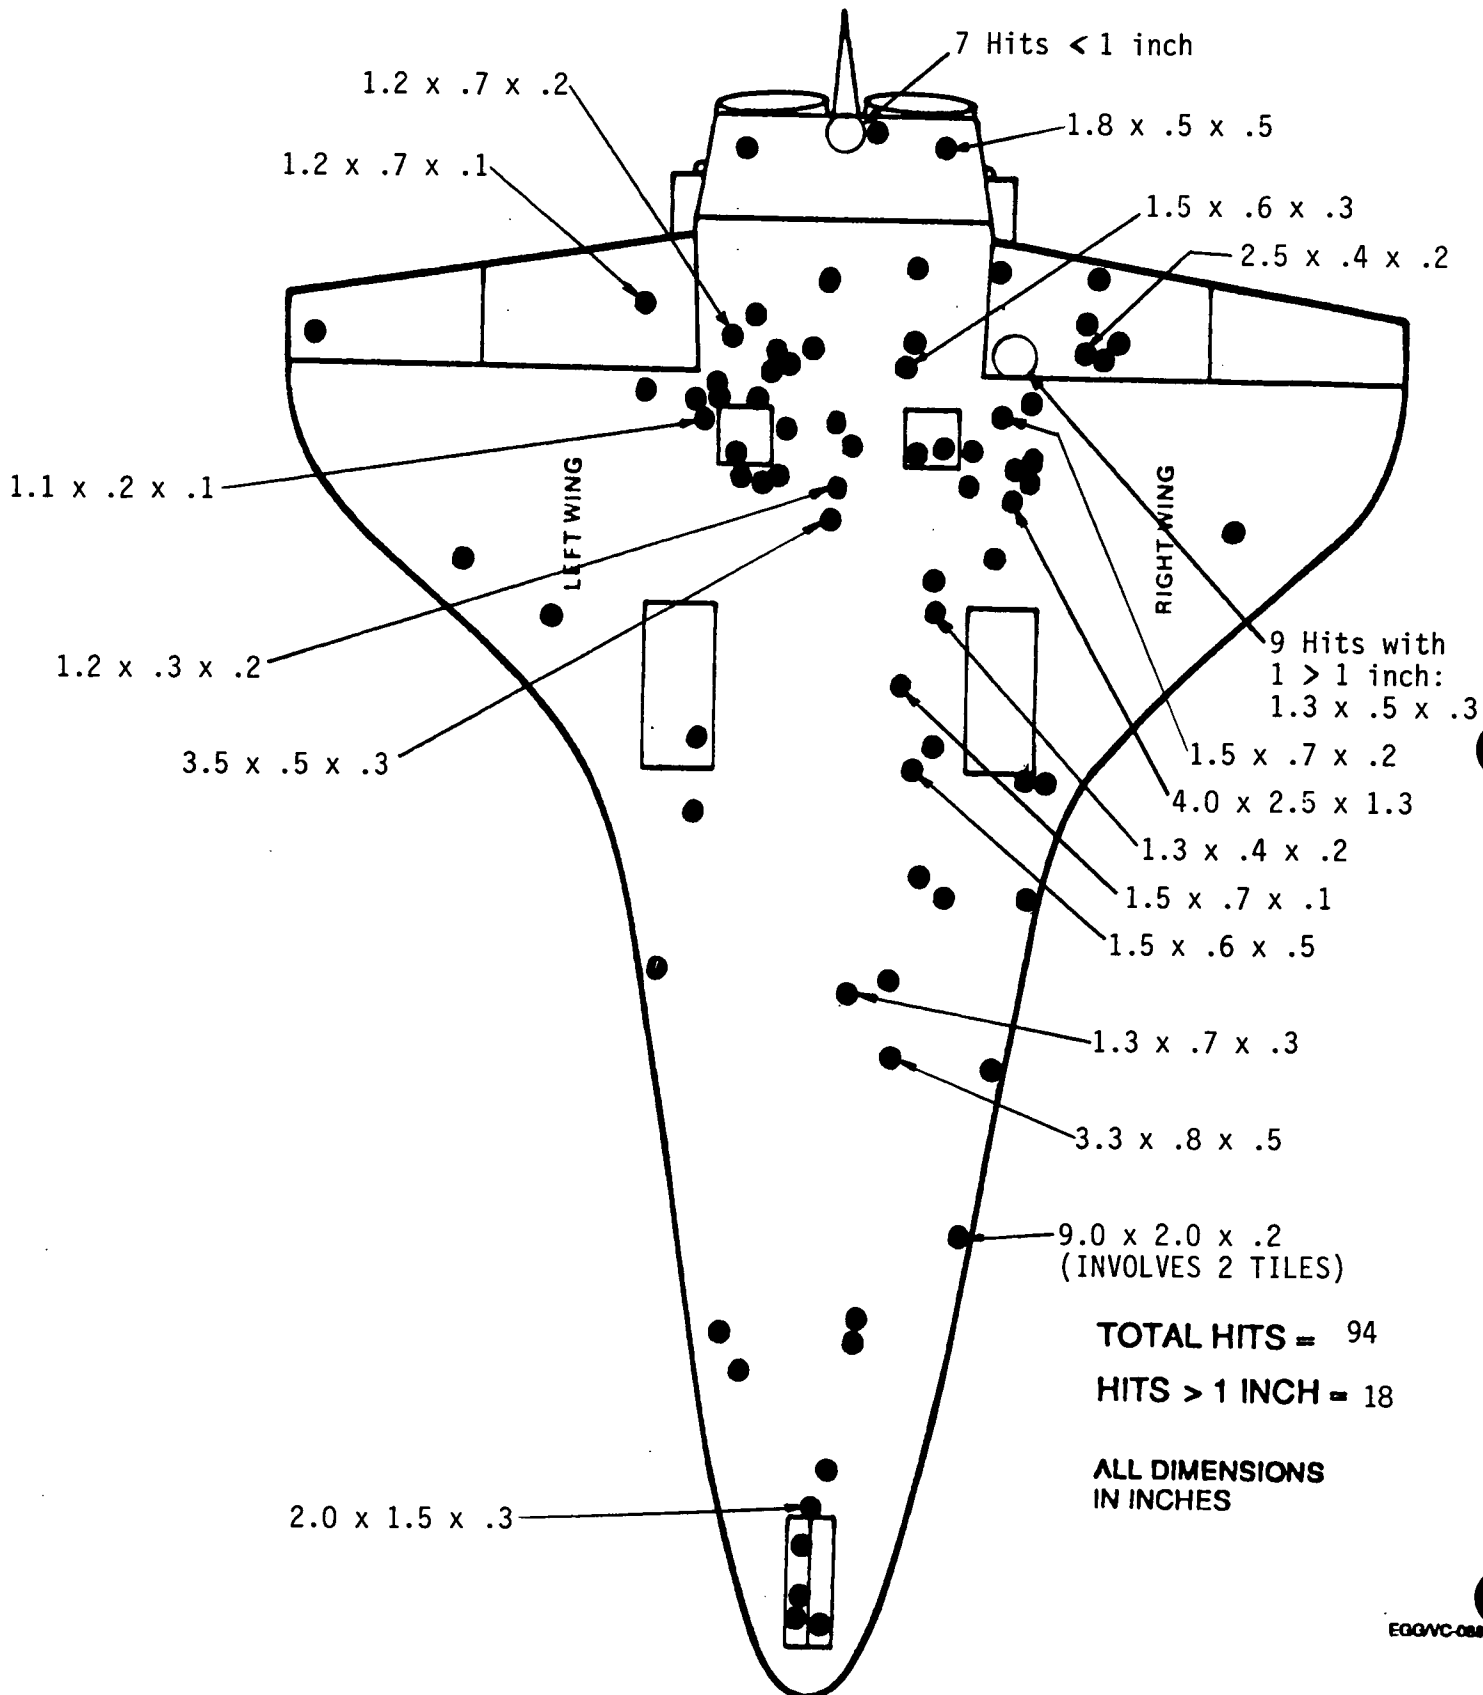 7 Hits < 1 inch
1.2 x .7 x .2
1.8 x .5 x .5
1.2 x .7 x .1
1.5 x .6 x .3
2.5 x .4 x .2
1.1 x .2 x .1
LEFT WING
RIGHT WING
1.2 x .3 x .2
9 Hits with
1 > 1 inch:
1.3 x .5 x .3
3.5 x .5 x .3
1.5 x .7 x .2
4.0 x 2.5 x 1.3
1.3 x .4 x .2
1.5 x .7 x .1
1.5 x .6 x .5
1.3 x .7 x .3
3.3 x .8 x .5
9.0 x 2.0 x .2
(INVOLVES 2 TILES)
TOTAL HITS = 94
HITS > 1 INCH = 18
ALL DIMENSIONS
IN INCHES
2.0 x 1.5 x .3